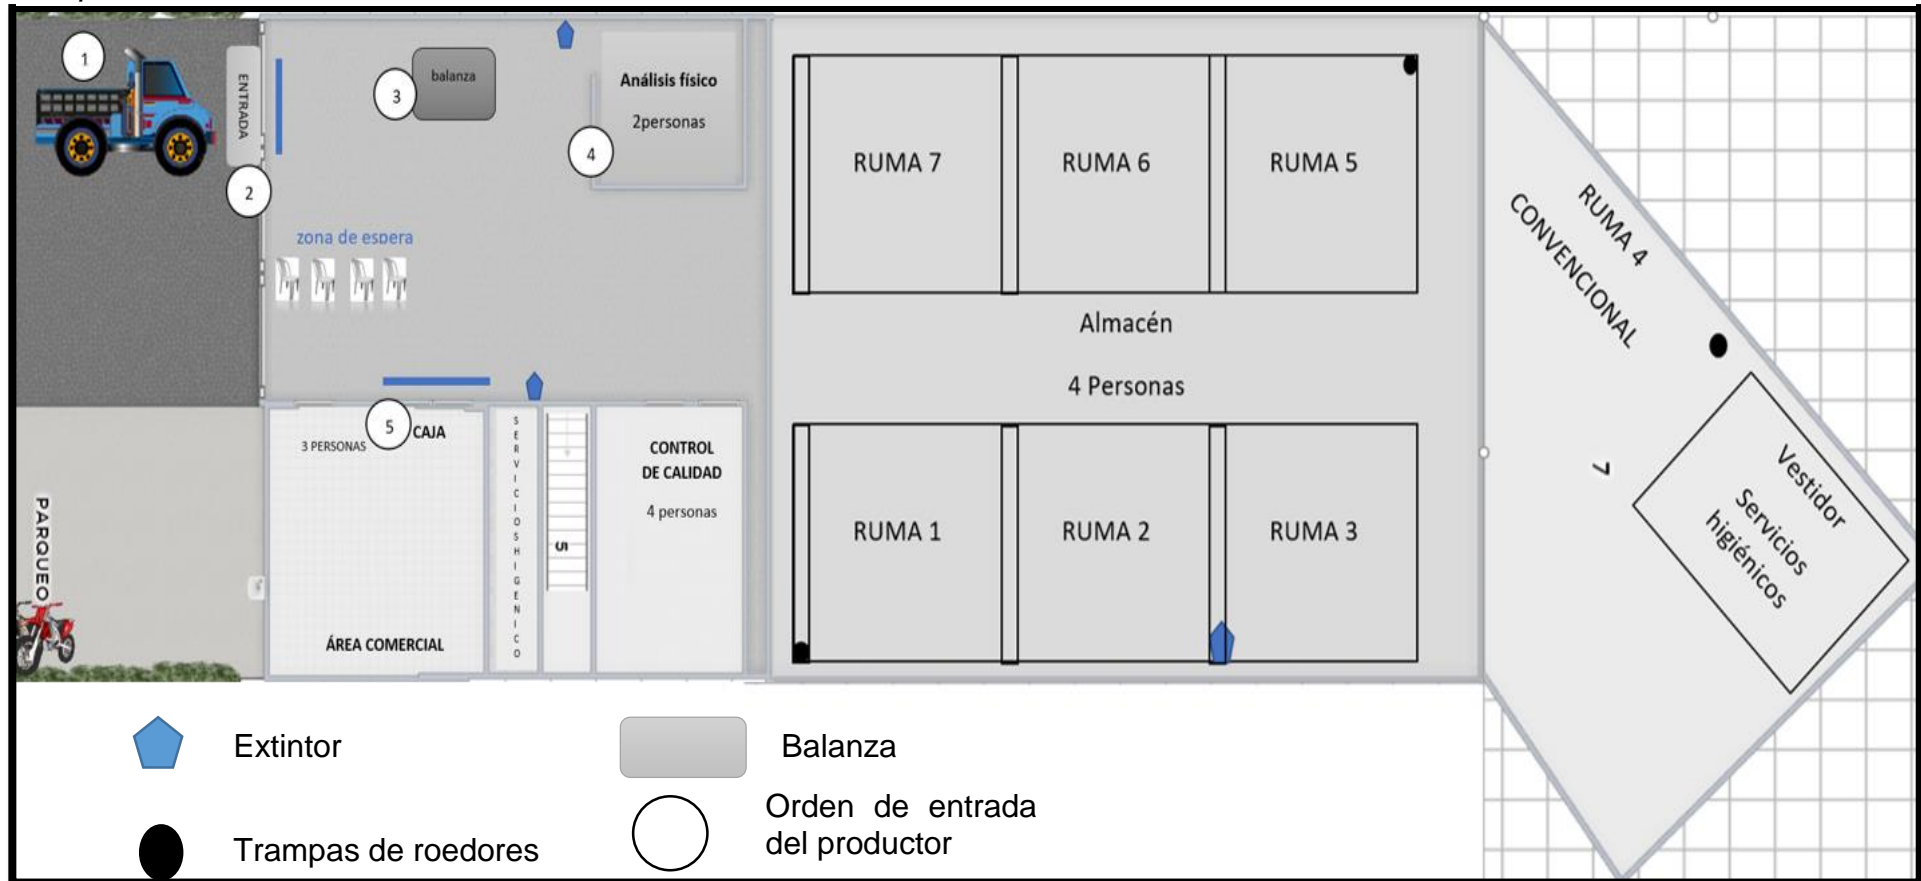 1
ENTRADA
2
balanza
3
Análisis físico
2personas
4
zona de espera
5
CAJA
3 PERSONAS
ÁREA COMERCIAL
SERVICIOSHIGENICO
5
CONTROL
DE CALIDAD
4 personas
PARQUEO
RUMA 7
RUMA 6
RUMA 5
Almacén
4 Personas
RUMA 1
RUMA 2
RUMA 3
RUMA 4
CONVENCIONAL
7
Vestidor
Servicios
higiénicos
Extintor
Balanza
Trampas de roedores
Orden de entrada
del productor